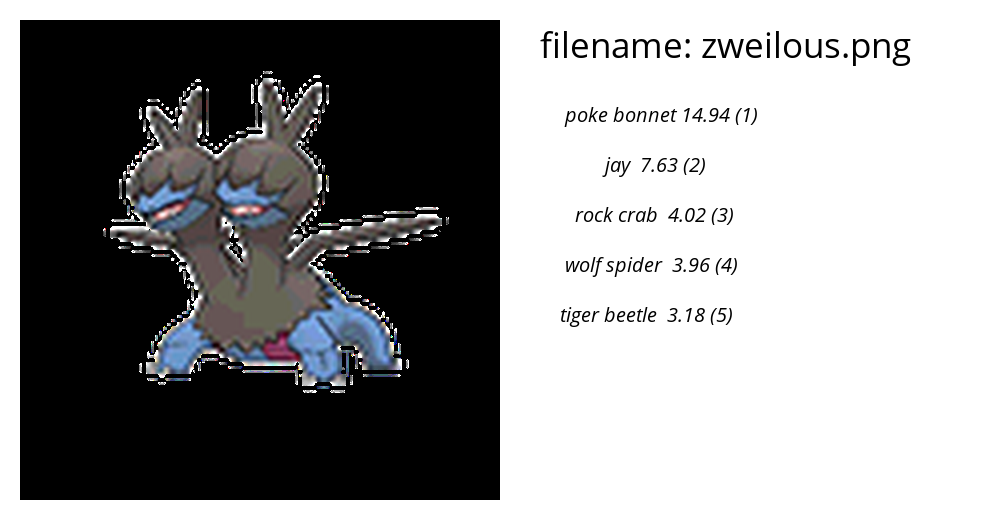 filename: zweilous.png
poke bonnet 14.94 (1)
jay  7.63 (2)
rock crab  4.02 (3)
wolf spider  3.96 (4)
tiger beetle  3.18 (5)